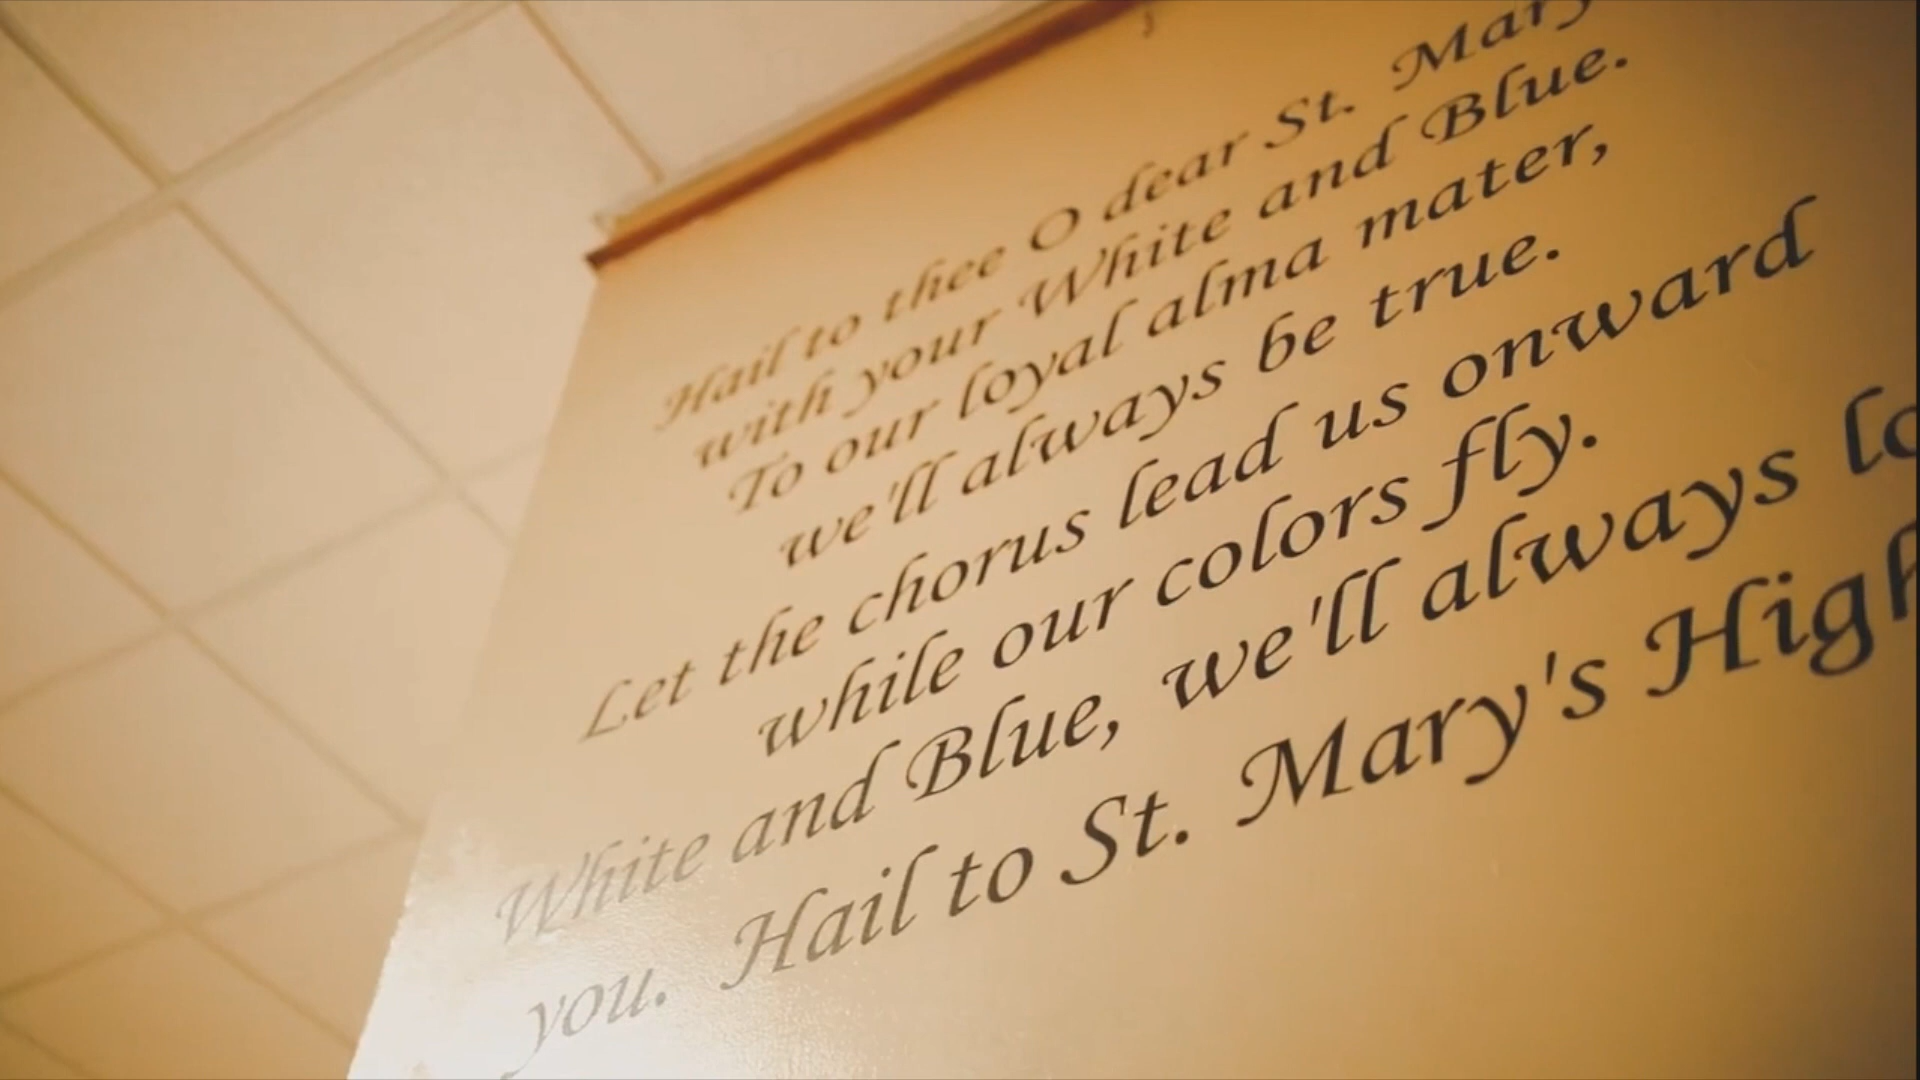 Hail to thee O dear St. Mary
with your White and Blue.
To our loyal alma mater,
we'll always be true.
Let the chorus lead us onward
while our colors fly.
White and Blue, we'll always
you. Hail to St. Mary's High